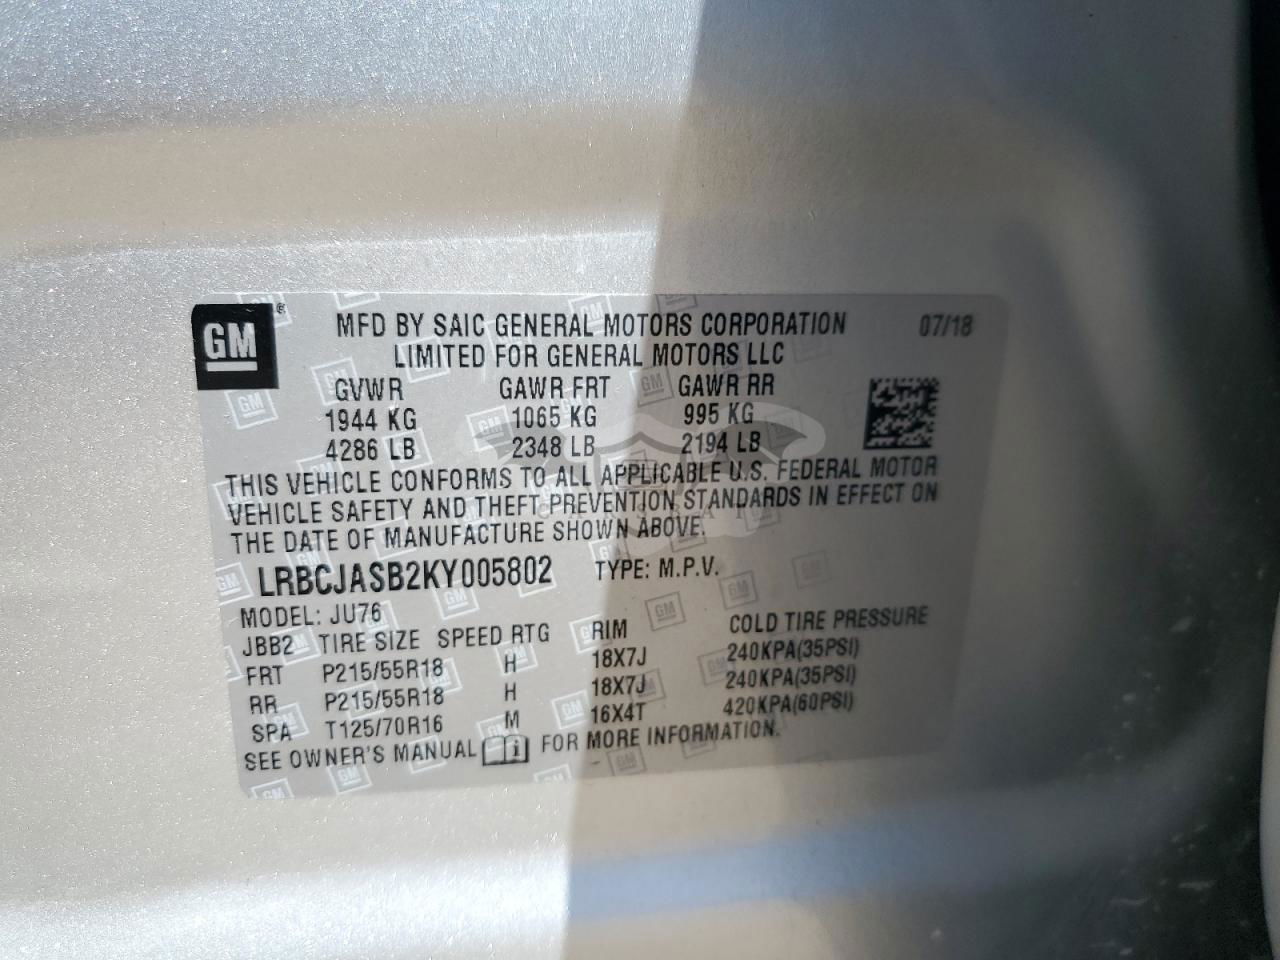 GM ®
MFD BY SAIC GENERAL MOTORS CORPORATION 07/18
LIMITED FOR GENERAL MOTORS LLC
GVWR GAWR FRT GAWR RR
1944 KG 1065 KG 995 KG
4286 LB 2348 LB 2194 LB
THIS VEHICLE CONFORMS TO ALL APPLICABLE U.S. FEDERAL MOTOR
VEHICLE SAFETY AND THEFT PREVENTION STANDARDS IN EFFECT ON
THE DATE OF MANUFACTURE SHOWN ABOVE.
LRBCJASB2KY005802 TYPE: M.P.V.
MODEL: JU76
JBB2 TIRE SIZE SPEED RTG RIM COLD TIRE PRESSURE
FRT P215/55R18 H 18X7J 240KPA(35PSI)
RR P215/55R18 H 18X7J 240KPA(35PSI)
SPA T125/70R16 M 16X4T 420KPA(60PSI)
SEE OWNER'S MANUAL i FOR MORE INFORMATION.